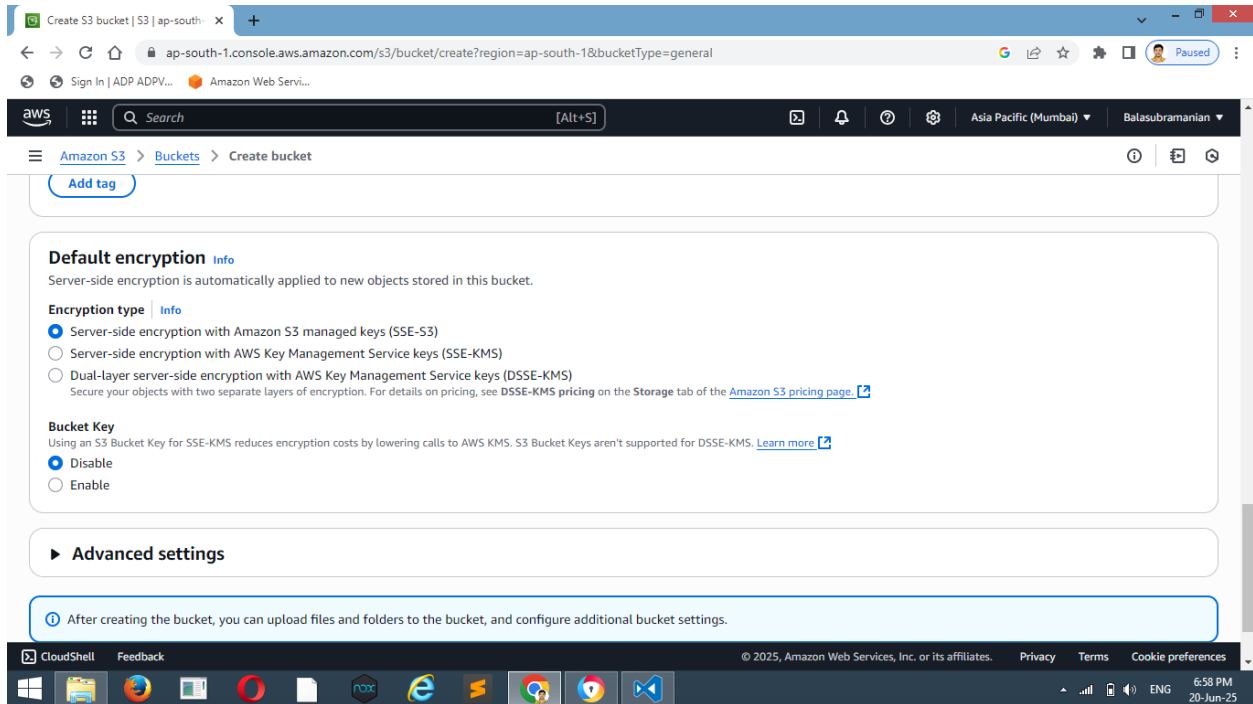 Create S3 bucket | S3 | ap-south-
ap-south-1.console.aws.amazon.com/s3/bucket/create?region=ap-south-1&bucketType=general
G
Paused
Sign In | ADP ADPV...
Amazon Web Servi...
aws
Search
[Alt+S]
Asia Pacific (Mumbai)
Balasubramanian
Amazon S3 > Buckets > Create bucket
Add tag
Default encryption Info
Server-side encryption is automatically applied to new objects stored in this bucket.
Encryption type | Info
Server-side encryption with Amazon S3 managed keys (SSE-S3)
Server-side encryption with AWS Key Management Service keys (SSE-KMS)
Dual-layer server-side encryption with AWS Key Management Service keys (DSSE-KMS)
Secure your objects with two separate layers of encryption. For details on pricing, see DSSE-KMS pricing on the Storage tab of the Amazon S3 pricing page.
Bucket Key
Using an S3 Bucket Key for SSE-KMS reduces encryption costs by lowering calls to AWS KMS. S3 Bucket Keys aren't supported for DSSE-KMS. Learn more
Disable
Enable
Advanced settings
After creating the bucket, you can upload files and folders to the bucket, and configure additional bucket settings.
CloudShell
Feedback
© 2025, Amazon Web Services, Inc. or its affiliates.
Privacy
Terms
Cookie preferences
nox
ENG
6:58 PM
20-Jun-25